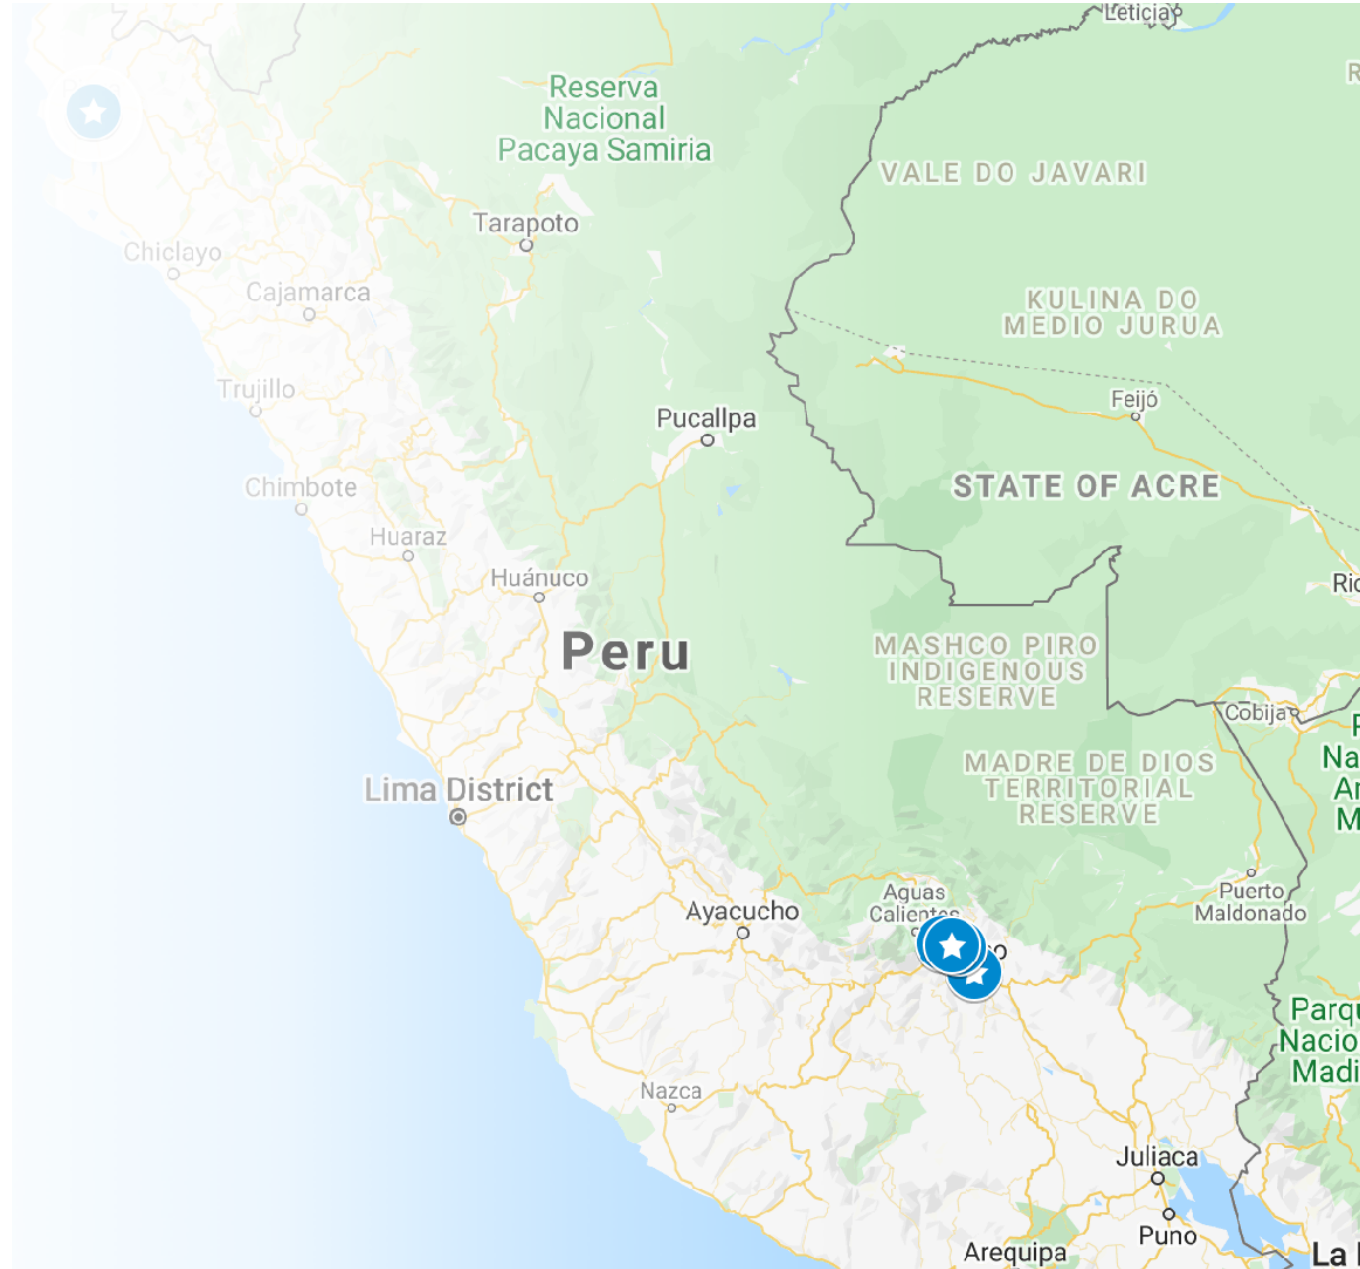 Leticia
Reserva
Nacional
Pacaya Samiria
VALE DO JAVARI
Tarapoto
Chiclayo
Cajamarca
KULINA DO
MEDIO JURUA
Trujillo
Feijó
Pucallpa
STATE OF ACRE
Chimbote
Huaraz
Huánuco
Peru
MASHCO PIRO
INDIGENOUS
RESERVE
Cobija
MADRE DE DIOS
TERRITORIAL
RESERVE
Lima District
Aguas
Calientes
Puerto
Maldonado
Ayacucho
Nazca
Juliaca
Puno
Arequipa
La